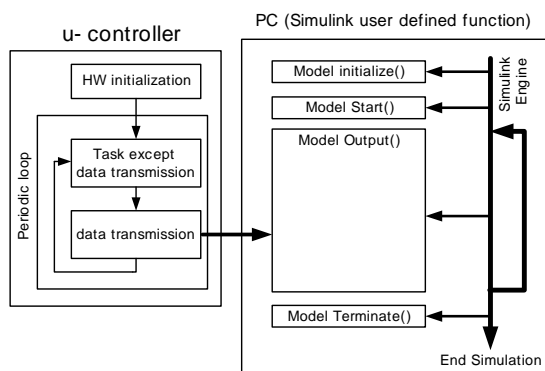 u- controller
HW initialization
Periodic loop
Task except
data transmission
data transmission
PC (Simulink user defined function)
Model initialize()
Model Start()
Model Output()
Model Terminate()
Simulink
Engine
End Simulation